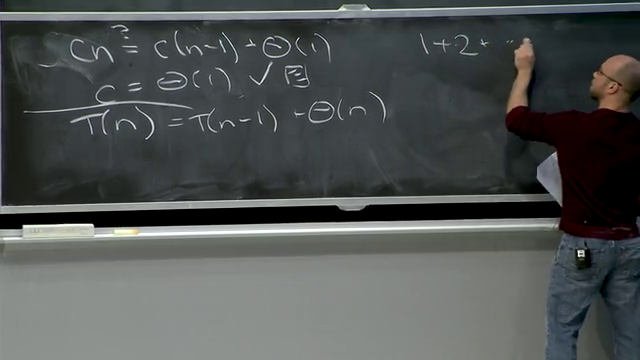 cn ?= c(n-1) + Θ(1)
c = Θ(1) ✓
T(n) = T(n-1) + Θ(n)
1 + 2 + ...